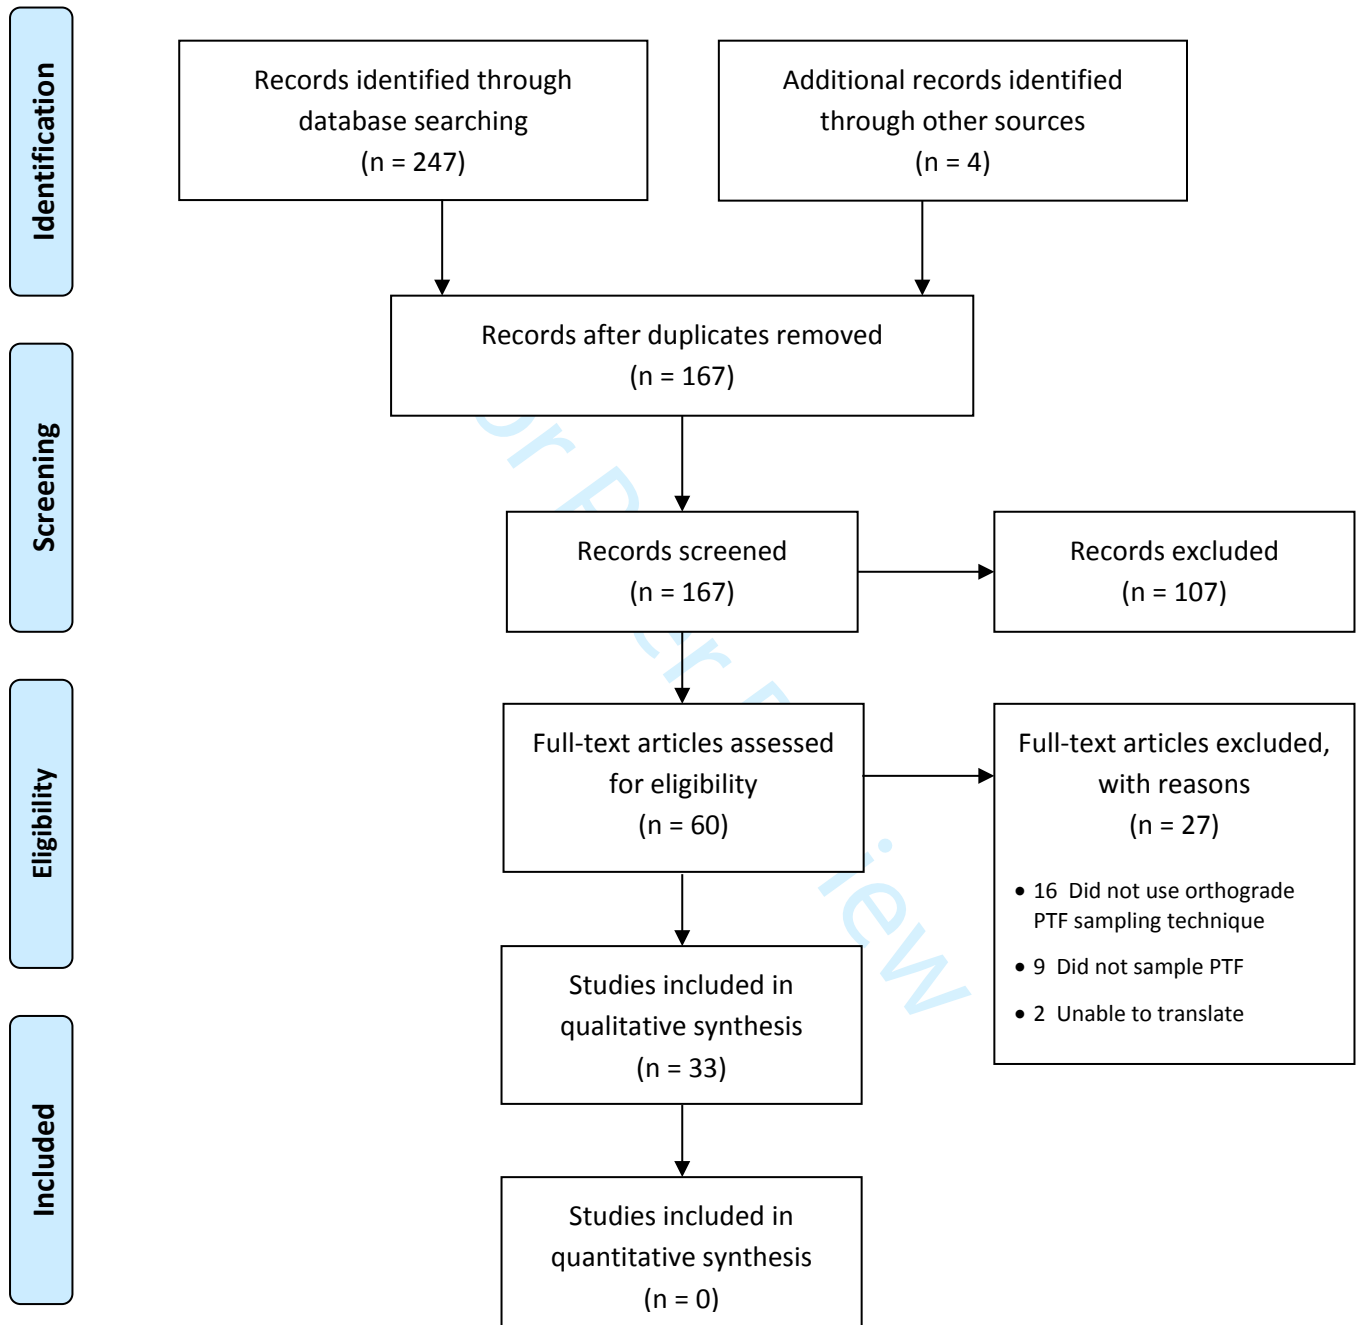 Identification
Records identified through
database searching
(n = 247)
Additional records identified
through other sources
(n = 4)
Records after duplicates removed
(n = 167)
Screening
Records screened
(n = 167)
Records excluded
(n = 107)
Eligibility
Full-text articles assessed
for eligibility
(n = 60)
Full-text articles excluded,
with reasons
(n = 27)
• 16 Did not use orthograde
PTF sampling technique
• 9 Did not sample PTF
• 2 Unable to translate
Included
Studies included in
qualitative synthesis
(n = 33)
Studies included in
quantitative synthesis
(n = 0)